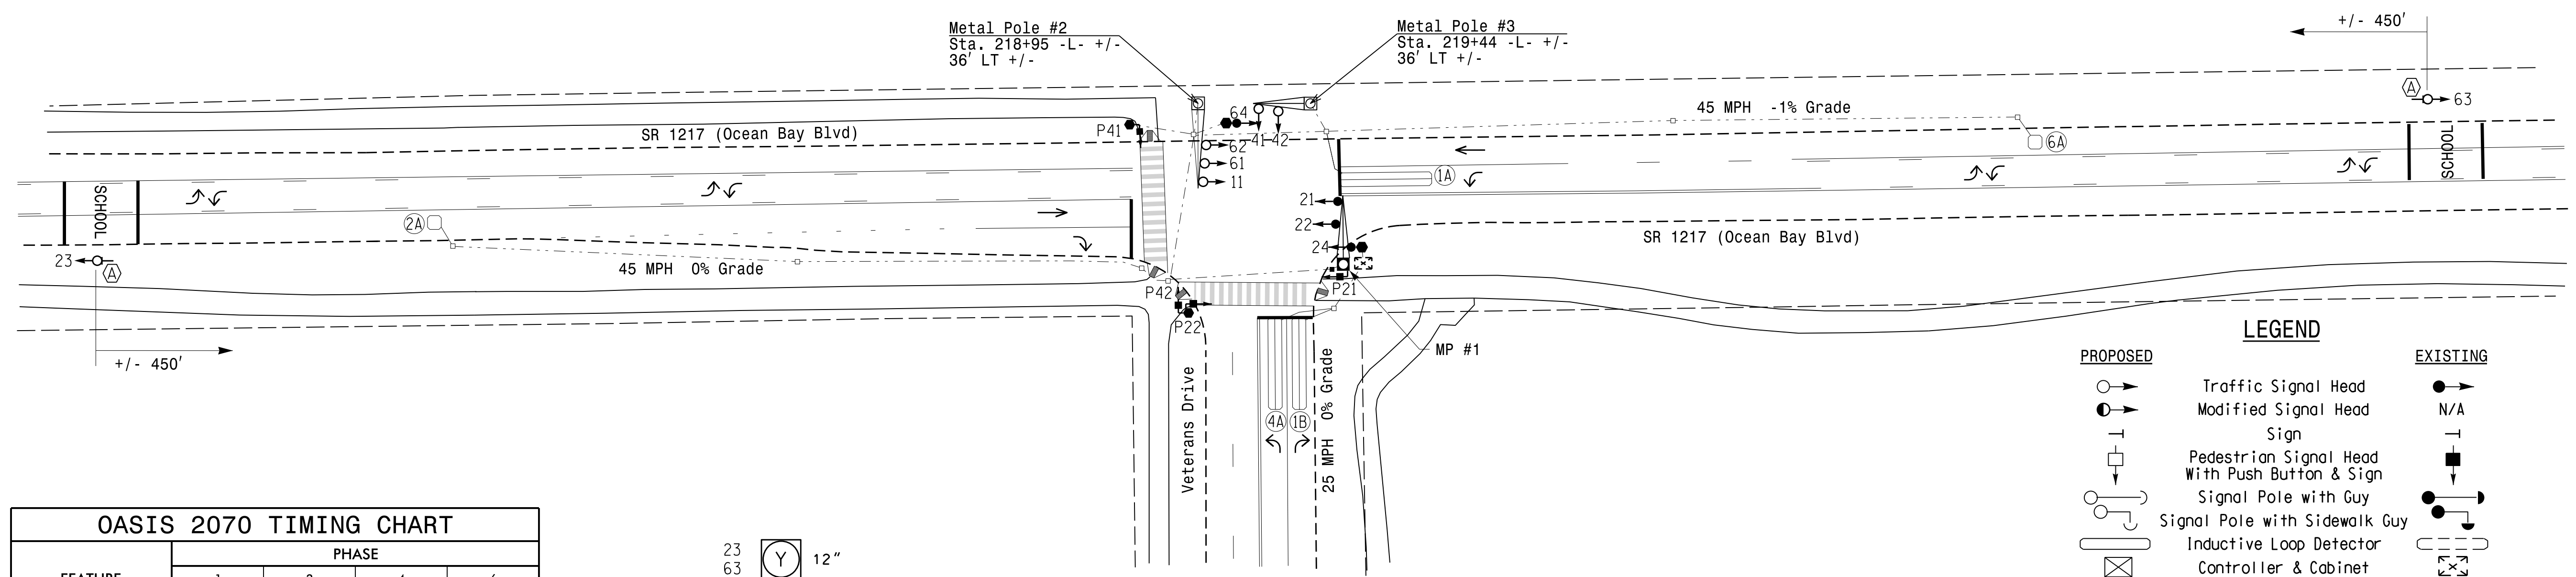 Metal Pole #2
Sta. 218+95 -L- +/-
36' LT +/-
Metal Pole #3
Sta. 219+44 -L- +/-
36' LT +/-
+/- 450'
A
63
45 MPH -1% Grade
SR 1217 (Ocean Bay Blvd)
P41
64
41
42
62
61
11
6A
1A
SCHOOL
SCHOOL
2A
21
22
24
23
A
45 MPH 0% Grade
SR 1217 (Ocean Bay Blvd)
P42
P21
P22
+/- 450'
MP #1
Veterans Drive
25 MPH 0% Grade
4A
1B
LEGEND
PROPOSED
EXISTING
Traffic Signal Head
Modified Signal Head
N/A
Sign
Pedestrian Signal Head
With Push Button & Sign
Signal Pole with Guy
Signal Pole with Sidewalk Guy
Inductive Loop Detector
Controller & Cabinet
OASIS 2070 TIMING CHART
PHASE
23
63
Y
12"